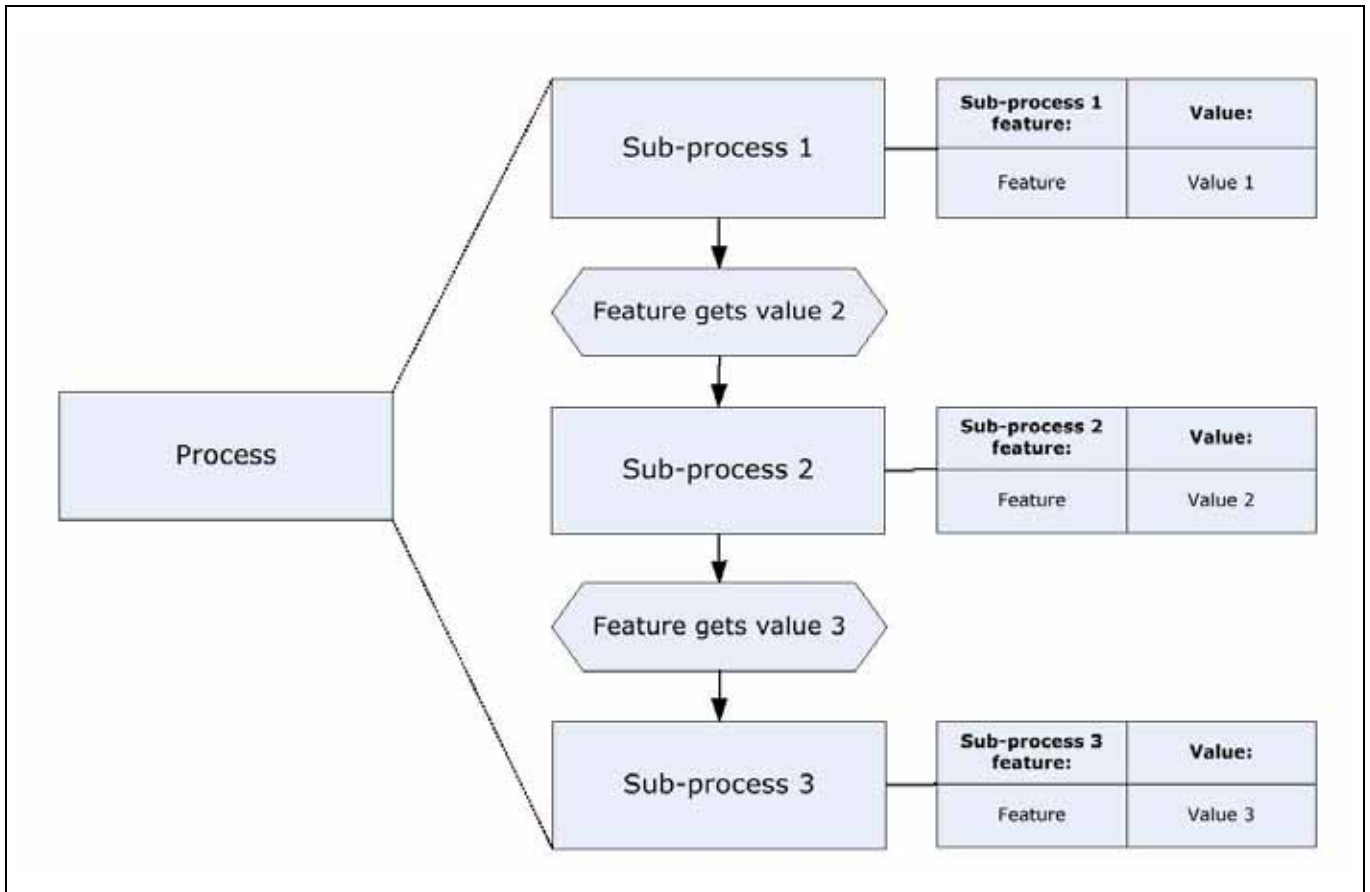 Sub-process 1
Sub-process 1
feature:
Value:
Feature
Value 1
Feature gets value 2
Process
Sub-process 2
Sub-process 2
feature:
Value:
Feature
Value 2
Feature gets value 3
Sub-process 3
Sub-process 3
feature:
Value:
Feature
Value 3